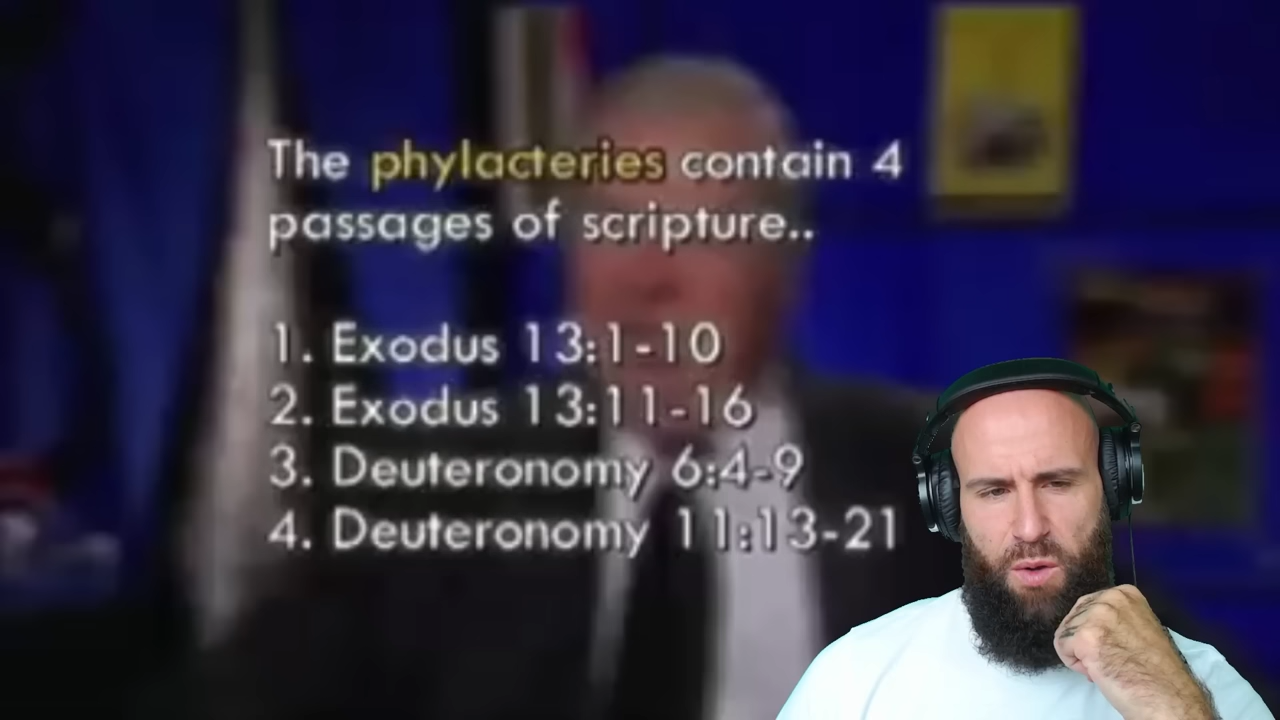 The phylacteries contain 4
passages of scripture..
1. Exodus 13:1-10
2. Exodus 13:11-16
3. Deuteronomy 6:4-9
4. Deuteronomy 11:13-21